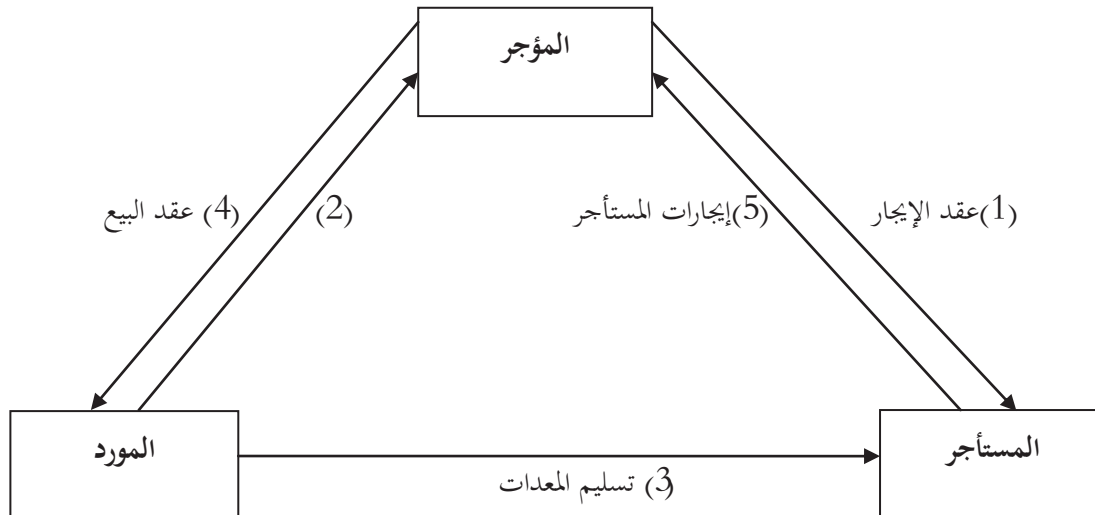 المؤجر
(4) عقد البيع
(2)
(5)إيجارات المستأجر
(1)عقد الإيجار
المورد
المستأجر
(3) تسليم المعدات